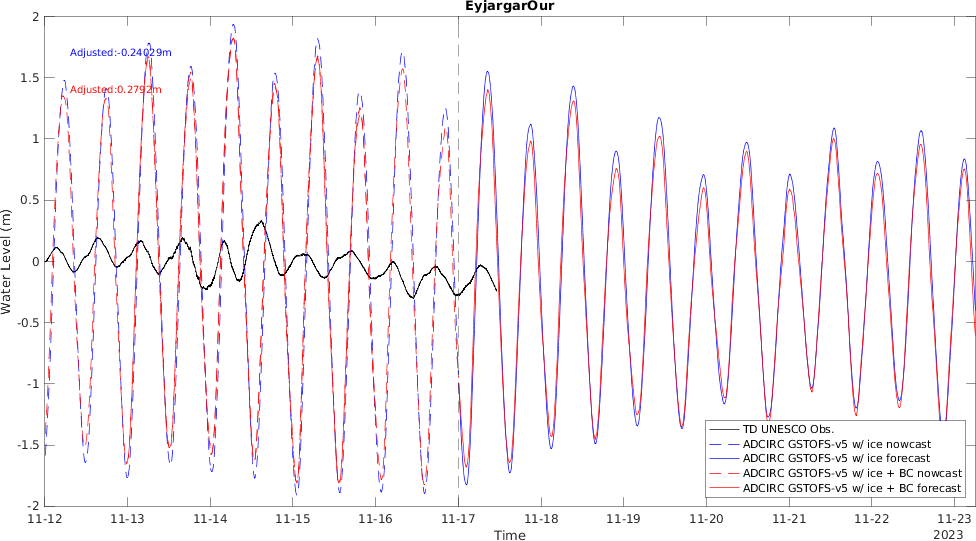 EyjargarOur
Adjusted:-0.24029m
Adjusted:0.2792m
Water Level (m)
2
1.5
1
0.5
0
-0.5
-1
-1.5
-2
11-12 11-13 11-14 11-15 11-16 11-17 11-18 11-19 11-20 11-21 11-22 11-23
2023
Time
TD UNESCO Obs.
ADCIRC GSTOFS-v5 w/ ice nowcast
ADCIRC GSTOFS-v5 w/ ice forecast
ADCIRC GSTOFS-v5 w/ ice + BC nowcast
ADCIRC GSTOFS-v5 w/ ice + BC forecast